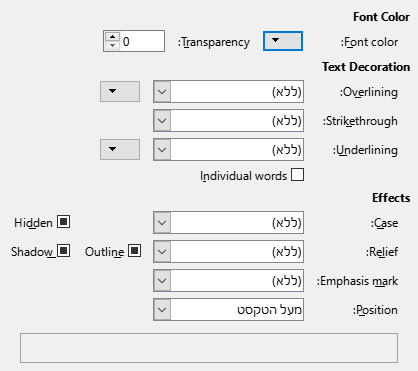 Font Color
Font color: Transparency: 0
Text Decoration
Overlining: (ללא)
Strikethrough: (ללא)
Underlining: (ללא)
Individual words
Effects
Case: (ללא) Hidden
Relief: (ללא) Outline Shadow
Emphasis mark: (ללא)
Position: מעל הטקסט